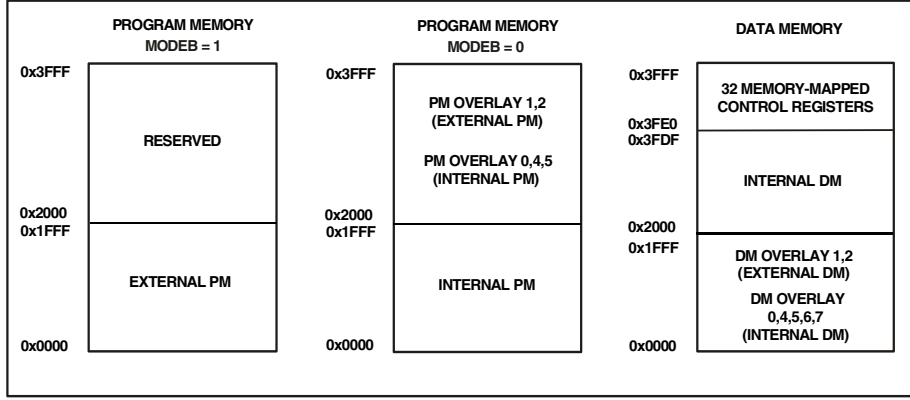 PROGRAM MEMORY
MODEB = 1
0x3FFF
RESERVED
0x2000
0x1FFF
EXTERNAL PM
0x0000
PROGRAM MEMORY
MODEB = 0
0x3FFF
PM OVERLAY 1,2
(EXTERNAL PM)
PM OVERLAY 0,4,5
(INTERNAL PM)
0x2000
0x1FFF
INTERNAL PM
0x0000
DATA MEMORY
0x3FFF
32 MEMORY-MAPPED
CONTROL REGISTERS
0x3FE0
0x3FDF
INTERNAL DM
0x2000
0x1FFF
DM OVERLAY 1,2
(EXTERNAL DM)
DM OVERLAY
0,4,5,6,7
(INTERNAL DM)
0x0000